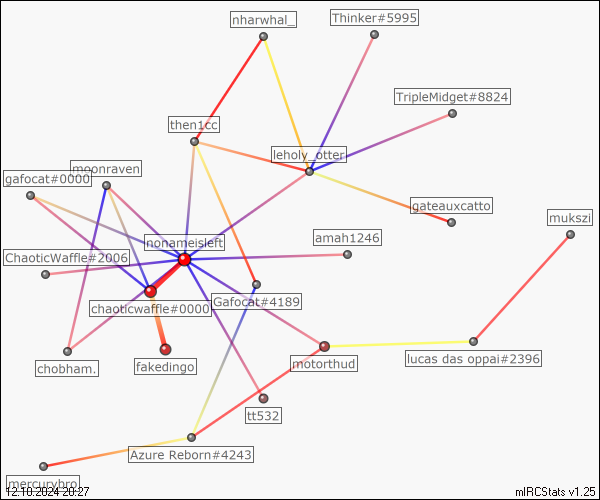 nharwhal_
Thinker#5995
TripleMidget#8824
then1cc
leholy_otter
moonraven
gafocat#0000
gateauxcatto
mukszi
nonameisleft
amah1246
ChaoticWaffle#2006
chaoticwaffle#0000
Gafocat#4189
chobham.
fakedingo
motorthud
lucas das oppai#2396
tt532
Azure Reborn#4243
mercurybro
12.10.2024 20:27
mIRCStats v1.25